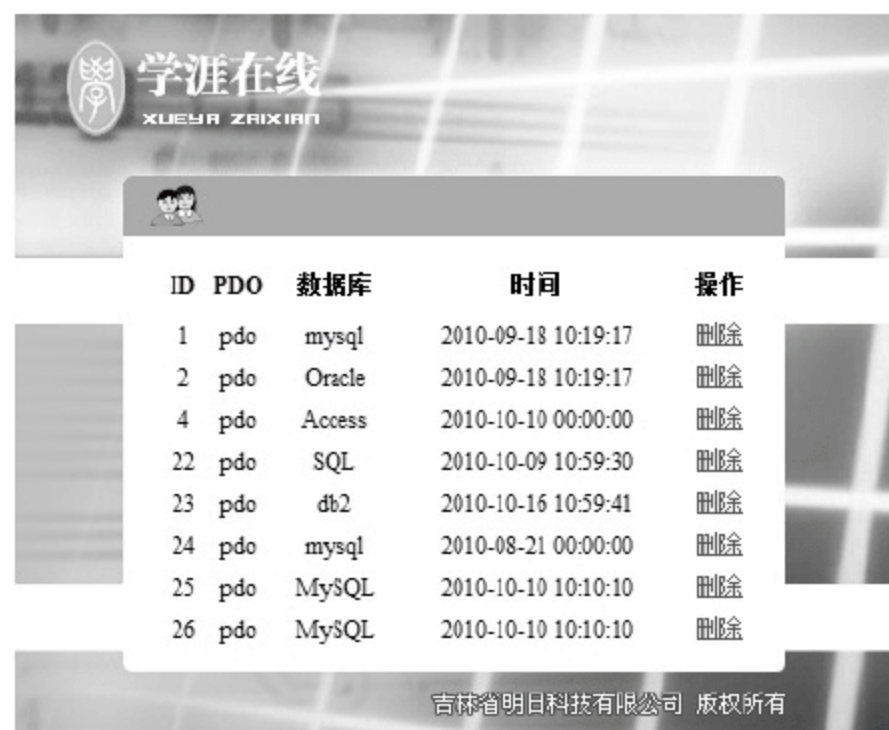 学涯在线
XUEYA ZAIXIAN
ID PDO 数据库 时间 操作
1 pdo mysql 2010-09-18 10:19:17 删除
2 pdo Oracle 2010-09-18 10:19:17 删除
4 pdo Access 2010-10-10 00:00:00 删除
22 pdo SQL 2010-10-09 10:59:30 删除
23 pdo db2 2010-10-16 10:59:41 删除
24 pdo mysql 2010-08-21 00:00:00 删除
25 pdo MySQL 2010-10-10 10:10:10 删除
26 pdo MySQL 2010-10-10 10:10:10 删除
吉林省明日科技有限公司 版权所有